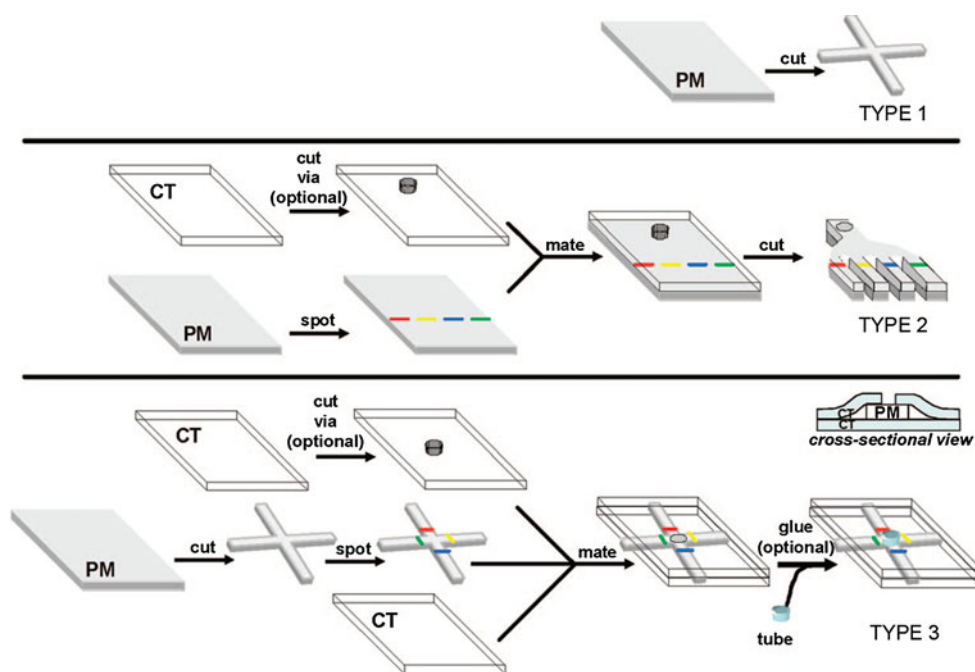 PM
cut
TYPE 1
CT
cut
via
(optional)
mate
cut
PM
spot
TYPE 2
CT
cut
via
(optional)
CT
PM
CT
cross-sectional view
PM
cut
spot
mate
glue
(optional)
CT
tube
TYPE 3